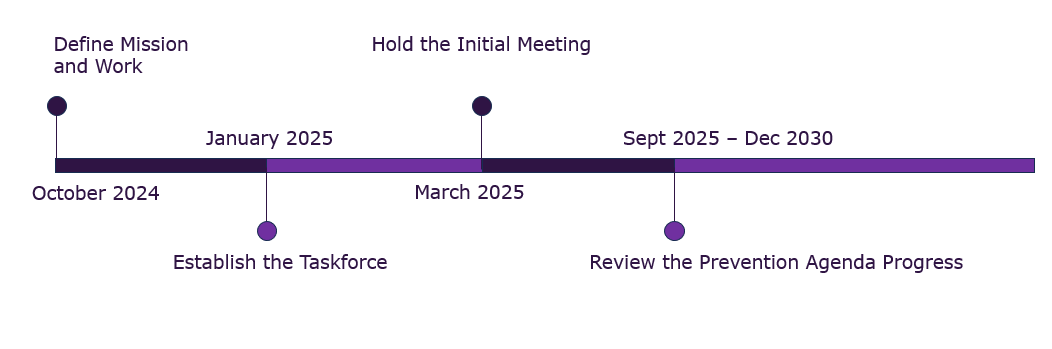 Define Mission
and Work
Hold the Initial Meeting
January 2025
Sept 2025 – Dec 2030
October 2024
March 2025
Establish the Taskforce
Review the Prevention Agenda Progress